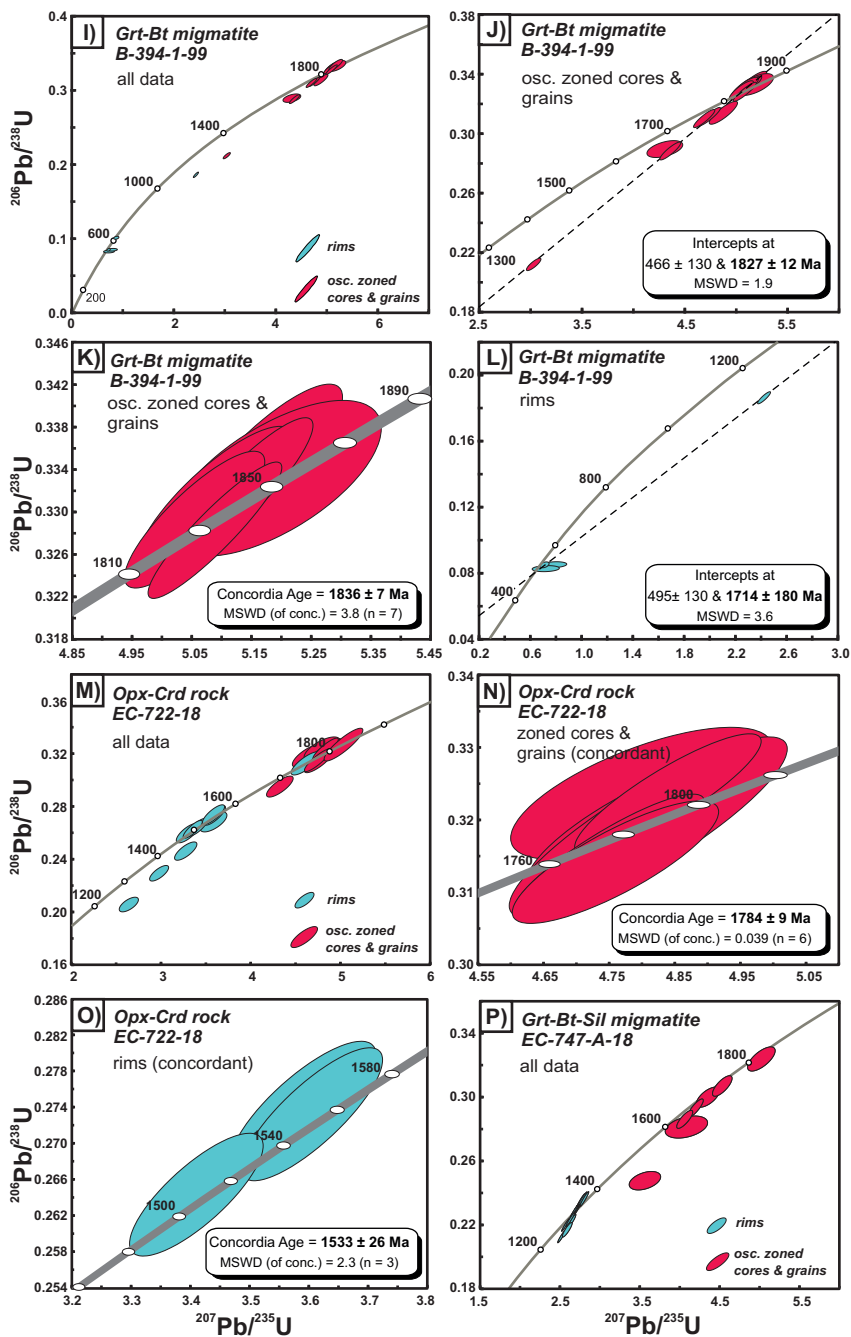 I)
Grt-Bt migmatite
B-394-1-99
all data
206Pb/238U
0.4
0.3
0.2
0.1
0.0
1800
1400
1000
600
200
rims
osc. zoned
cores & grains
0
2
4
6
J)
Grt-Bt migmatite
B-394-1-99
osc. zoned cores &
grains
0.38
0.34
0.30
0.26
0.22
0.18
1900
1700
1500
1300
Intercepts at
466 ± 130 & 1827 ± 12 Ma
MSWD = 1.9
2.5
3.5
4.5
5.5
K)
Grt-Bt migmatite
B-394-1-99
osc. zoned cores &
grains
206Pb/238U
0.346
0.342
0.338
0.334
0.330
0.326
0.322
0.318
1890
1850
1810
Concordia Age = 1836 ± 7 Ma
MSWD (of conc.) = 3.8 (n = 7)
4.85
4.95
5.05
5.15
5.25
5.35
5.45
L)
Grt-Bt migmatite
B-394-1-99
rims
0.20
0.16
0.12
0.08
0.04
1200
800
400
Intercepts at
495± 130 & 1714 ± 180 Ma
MSWD = 3.6
0.2
0.6
1.0
1.4
1.8
2.2
2.6
3.0
M)
Opx-Crd rock
EC-722-18
all data
206Pb/238U
0.36
0.32
0.28
0.24
0.20
0.16
1800
1600
1400
1200
rims
osc. zoned
cores & grains
2
3
4
5
6
N)
Opx-Crd rock
EC-722-18
zoned cores &
grains (concordant)
0.34
0.33
0.32
0.31
0.30
1800
1760
Concordia Age = 1784 ± 9 Ma
MSWD (of conc.) = 0.039 (n = 6)
4.55
4.65
4.75
4.85
4.95
5.05
O)
Opx-Crd rock
EC-722-18
rims (concordant)
206Pb/238U
0.286
0.282
0.278
0.274
0.270
0.266
0.262
0.258
0.254
1580
1540
1500
Concordia Age = 1533 ± 26 Ma
MSWD (of conc.) = 2.3 (n = 3)
3.2
3.3
3.4
3.5
3.6
3.7
3.8
207Pb/235U
P)
Grt-Bt-Sil migmatite
EC-747-A-18
all data
0.34
0.30
0.26
0.22
0.18
1800
1600
1400
1200
rims
osc. zoned
cores & grains
1.5
2.5
3.5
4.5
5.5
207Pb/235U